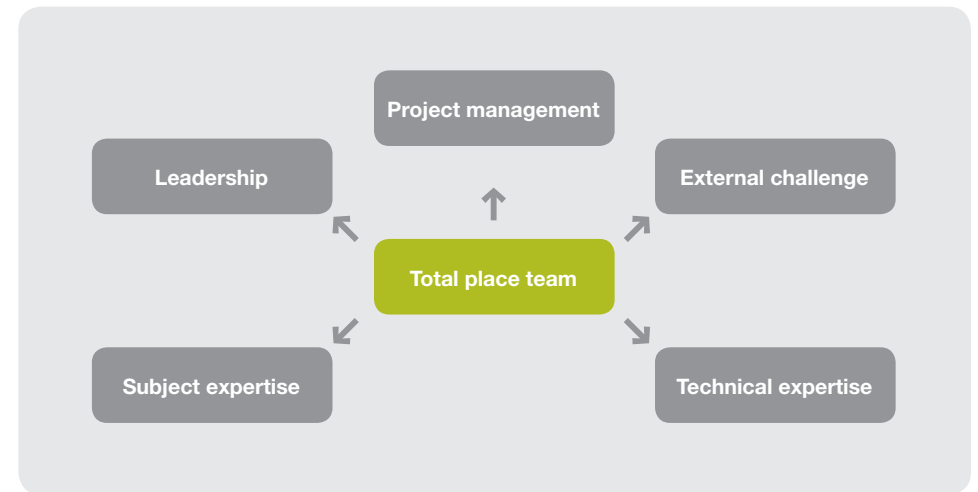 Project management
Leadership
External challenge
Total place team
Subject expertise
Technical expertise